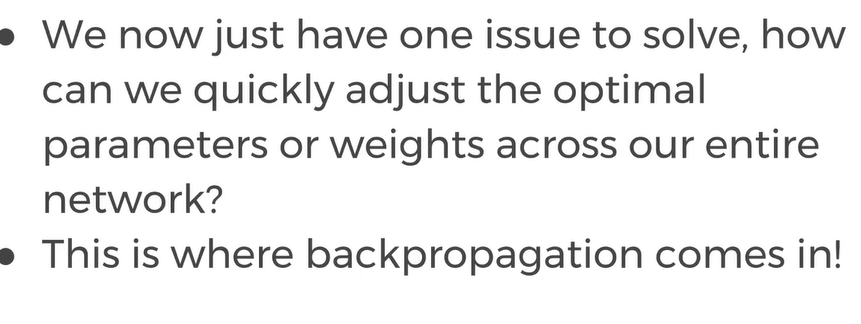 • We now just have one issue to solve, how
can we quickly adjust the optimal
parameters or weights across our entire
network?
• This is where backpropagation comes in!